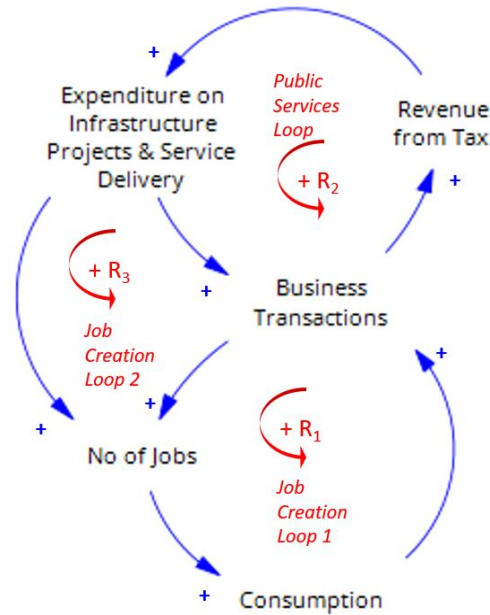 +
Expenditure on
Infrastructure
Projects & Service
Delivery
Public
Services
Loop
+ R₂
Revenue
from Tax
+
+ R₃
Job
Creation
Loop 2
+
Business
Transactions
+
+
+
No of Jobs
+ R₁
Job
Creation
Loop 1
+
Consumption